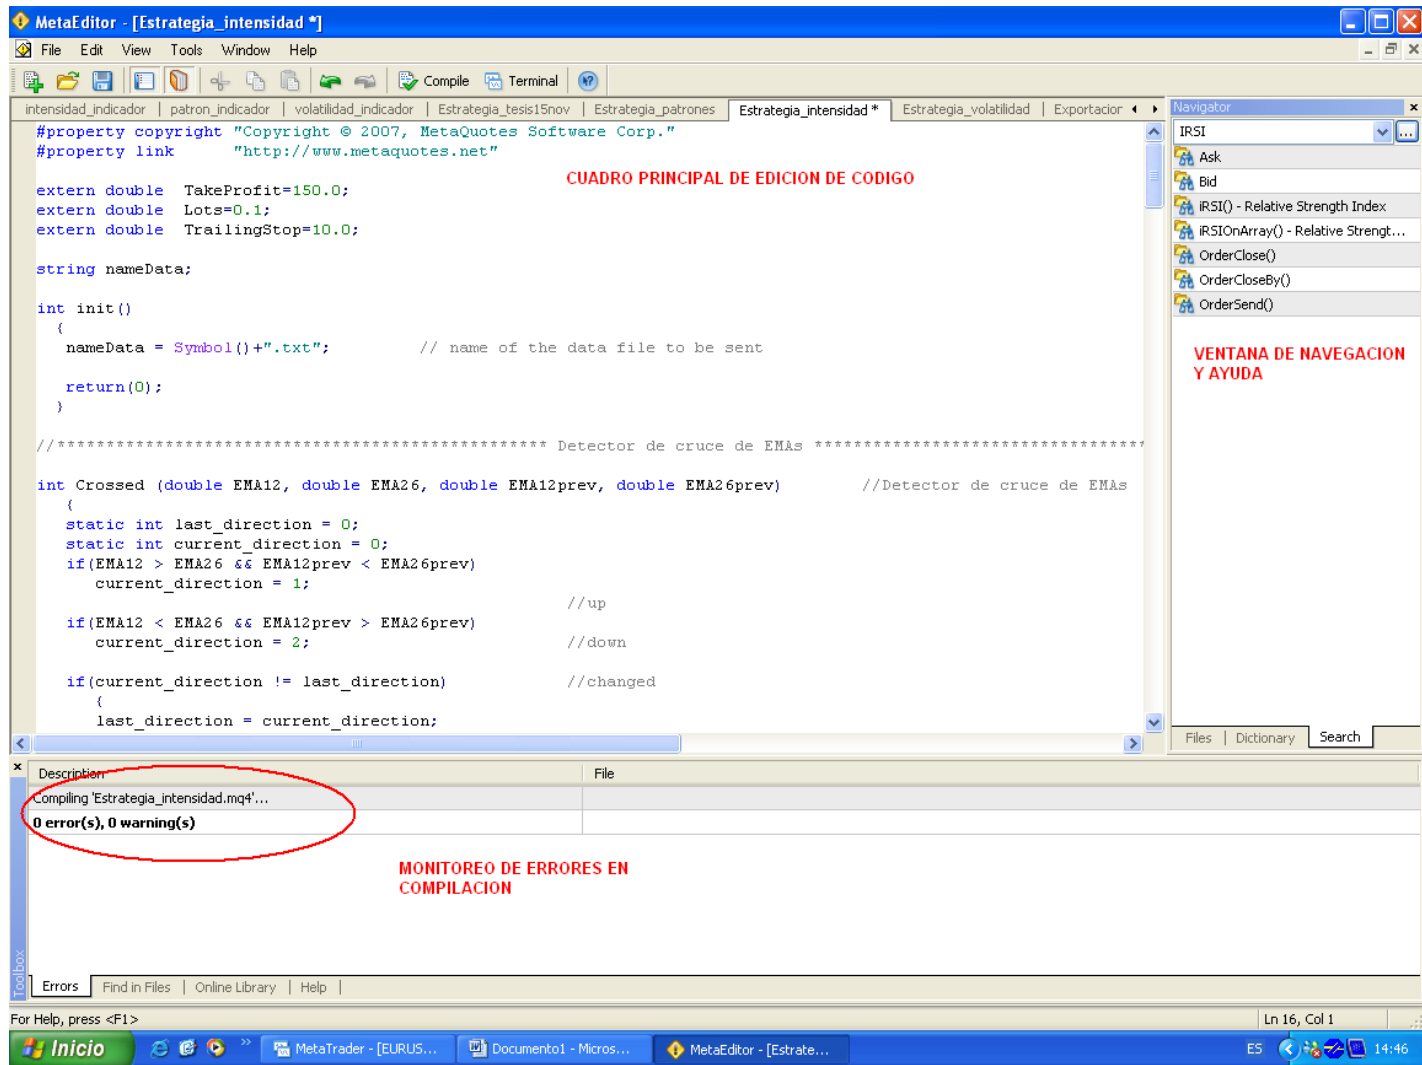 MetaEditor - [Estrategia_intensidad *]
File Edit View Tools Window Help
Compile Terminal
intensidad_indicador | patron_indicador | volatilidad_indicador | Estrategia_tesis15nov | Estrategia_patrones Estrategia_intensidad * Estrategia_volatilidad | Exportacior
#property copyright "Copyright © 2007, MetaQuotes Software Corp."
#property link      "http://www.metaquotes.net"
CUADRO PRINCIPAL DE EDICION DE CODIGO
extern double  TakeProfit=150.0;
extern double  Lots=0.1;
extern double  TrailingStop=10.0;
string nameData;
int init()
{
nameData = Symbol()+".txt";         // name of the data file to be sent
return(0);
}
//************************************************** Detector de cruce de EMAs **********************************
int Crossed (double EMA12, double EMA26, double EMA12prev, double EMA26prev)        //Detector de cruce de EMAs
{
static int last_direction = 0;
static int current_direction = 0;
if(EMA12 > EMA26 && EMA12prev < EMA26prev)
current_direction = 1;
//up
if(EMA12 < EMA26 && EMA12prev > EMA26prev)
current_direction = 2;                          //down
if(current_direction != last_direction)            //changed
{
last_direction = current_direction;
Navigator
IRSI
...
Ask
Bid
iRSI() - Relative Strength Index
iRSIOnArray() - Relative Strengt...
OrderClose()
OrderCloseBy()
OrderSend()
VENTANA DE NAVEGACION
Y AYUDA
Files | Dictionary Search
Description File
Compiling 'Estrategia_intensidad.mq4'...
0 error(s), 0 warning(s)
MONITOREO DE ERRORES EN
COMPILACION
Toolbox
Errors Find in Files | Online Library | Help |
For Help, press <F1>
Ln 16, Col 1
Inicio
MetaTrader - [EURUS...
Documento1 - Micros...
MetaEditor - [Estrate...
ES
14:46